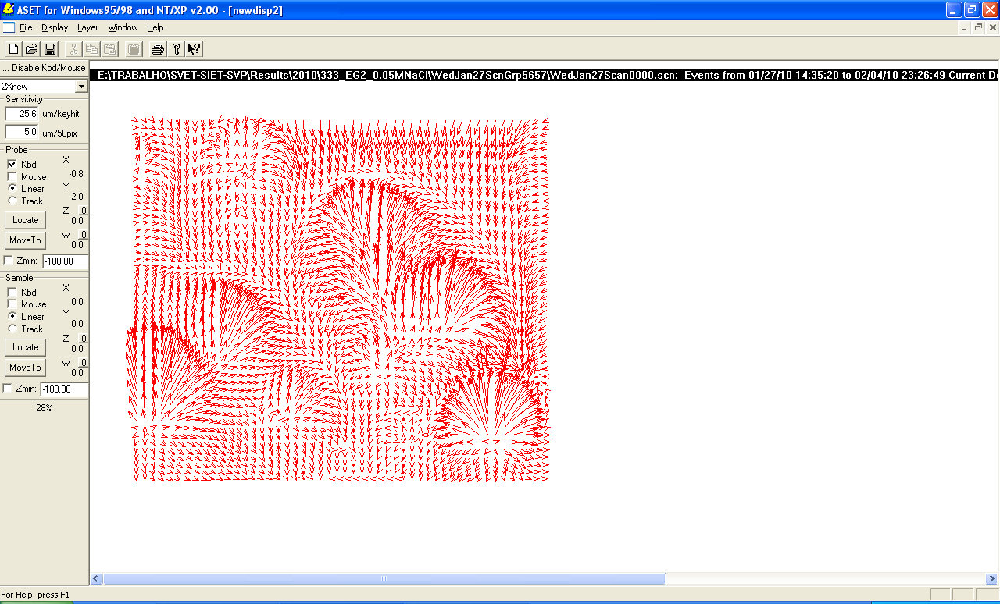 ASET for Windows95/98 and NT/XP v2.00 - [newdisp2]
File Display Layer Window Help
... Disable Kbd/Mouse
E:\TRABALHO\SVET-SIET-SVP\Results\2010\333_EG2_0.05MNaCl\WedJan27ScnGrp5657\WedJan27Scan0000.scn: Events from 01/27/10 14:35:20 to 02/04/10 23:26:49 Current De
2Xnew
Sensitivity
25.6 um/keyhit
5.0 um/50pix
Probe
Kbd X
Mouse -0.8
Linear Y
Track 2.0
Z 0
Locate 0.0
W 0
MoveTo 0.0
Zmin: -100.00
Sample
Kbd X
Mouse 0.0
Linear Y
Track 0.0
Z 0
Locate 0.0
W 0
MoveTo 0.0
Zmin: -100.00
28%
For Help, press F1